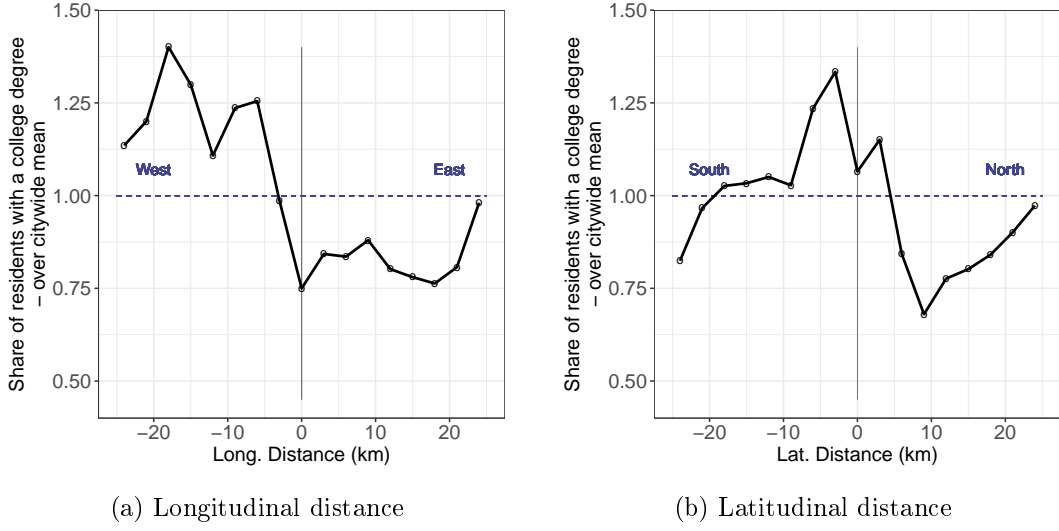 Share of residents with a college degree
– over citywide mean
1.50
1.25
1.00
0.75
0.50
West
East
−20
−10
0
10
20
Long. Distance (km)
(a) Longitudinal distance
Share of residents with a college degree
– over citywide mean
1.50
1.25
1.00
0.75
0.50
South
North
−20
−10
0
10
20
Lat. Distance (km)
(b) Latitudinal distance